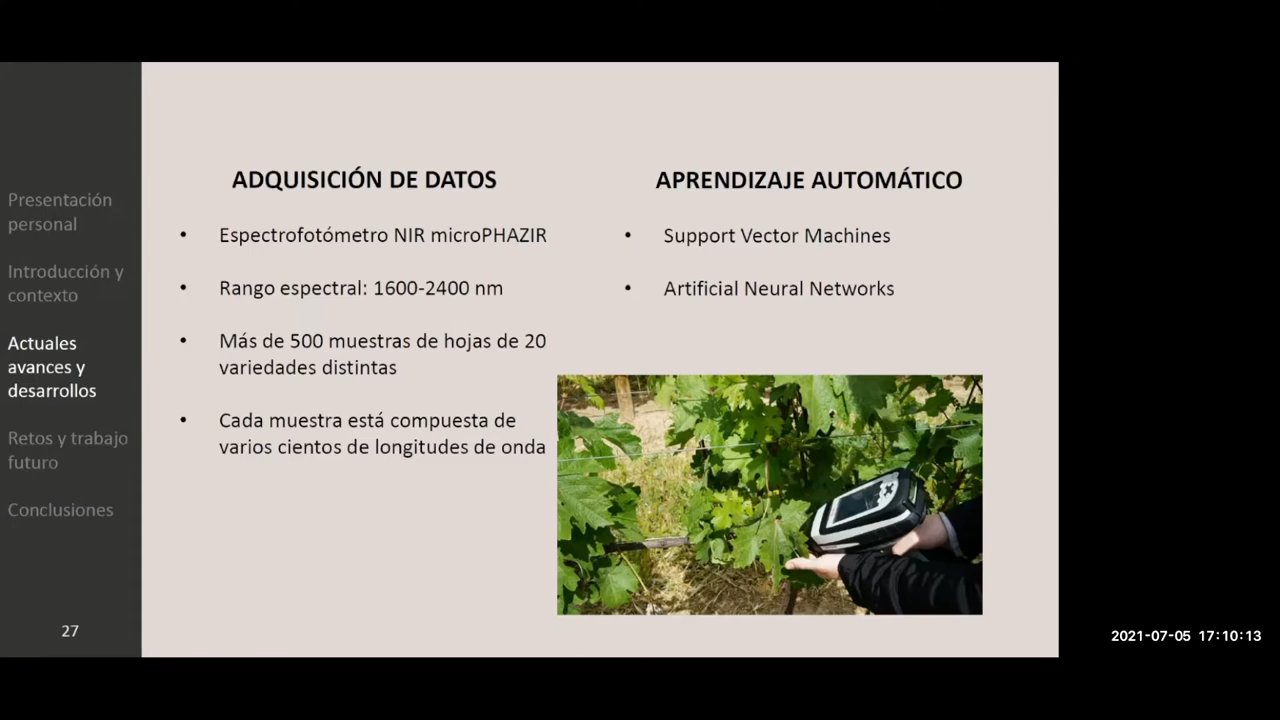 Presentación
personal
Introducción y
contexto
Actuales
avances y
desarrollos
Retos y trabajo
futuro
Conclusiones
27
ADQUISICIÓN DE DATOS
• Espectrofotómetro NIR microPHAZIR
• Rango espectral: 1600-2400 nm
• Más de 500 muestras de hojas de 20
variedades distintas
• Cada muestra está compuesta de
varios cientos de longitudes de onda
APRENDIZAJE AUTOMÁTICO
• Support Vector Machines
• Artificial Neural Networks
2021-07-05 17:10:13